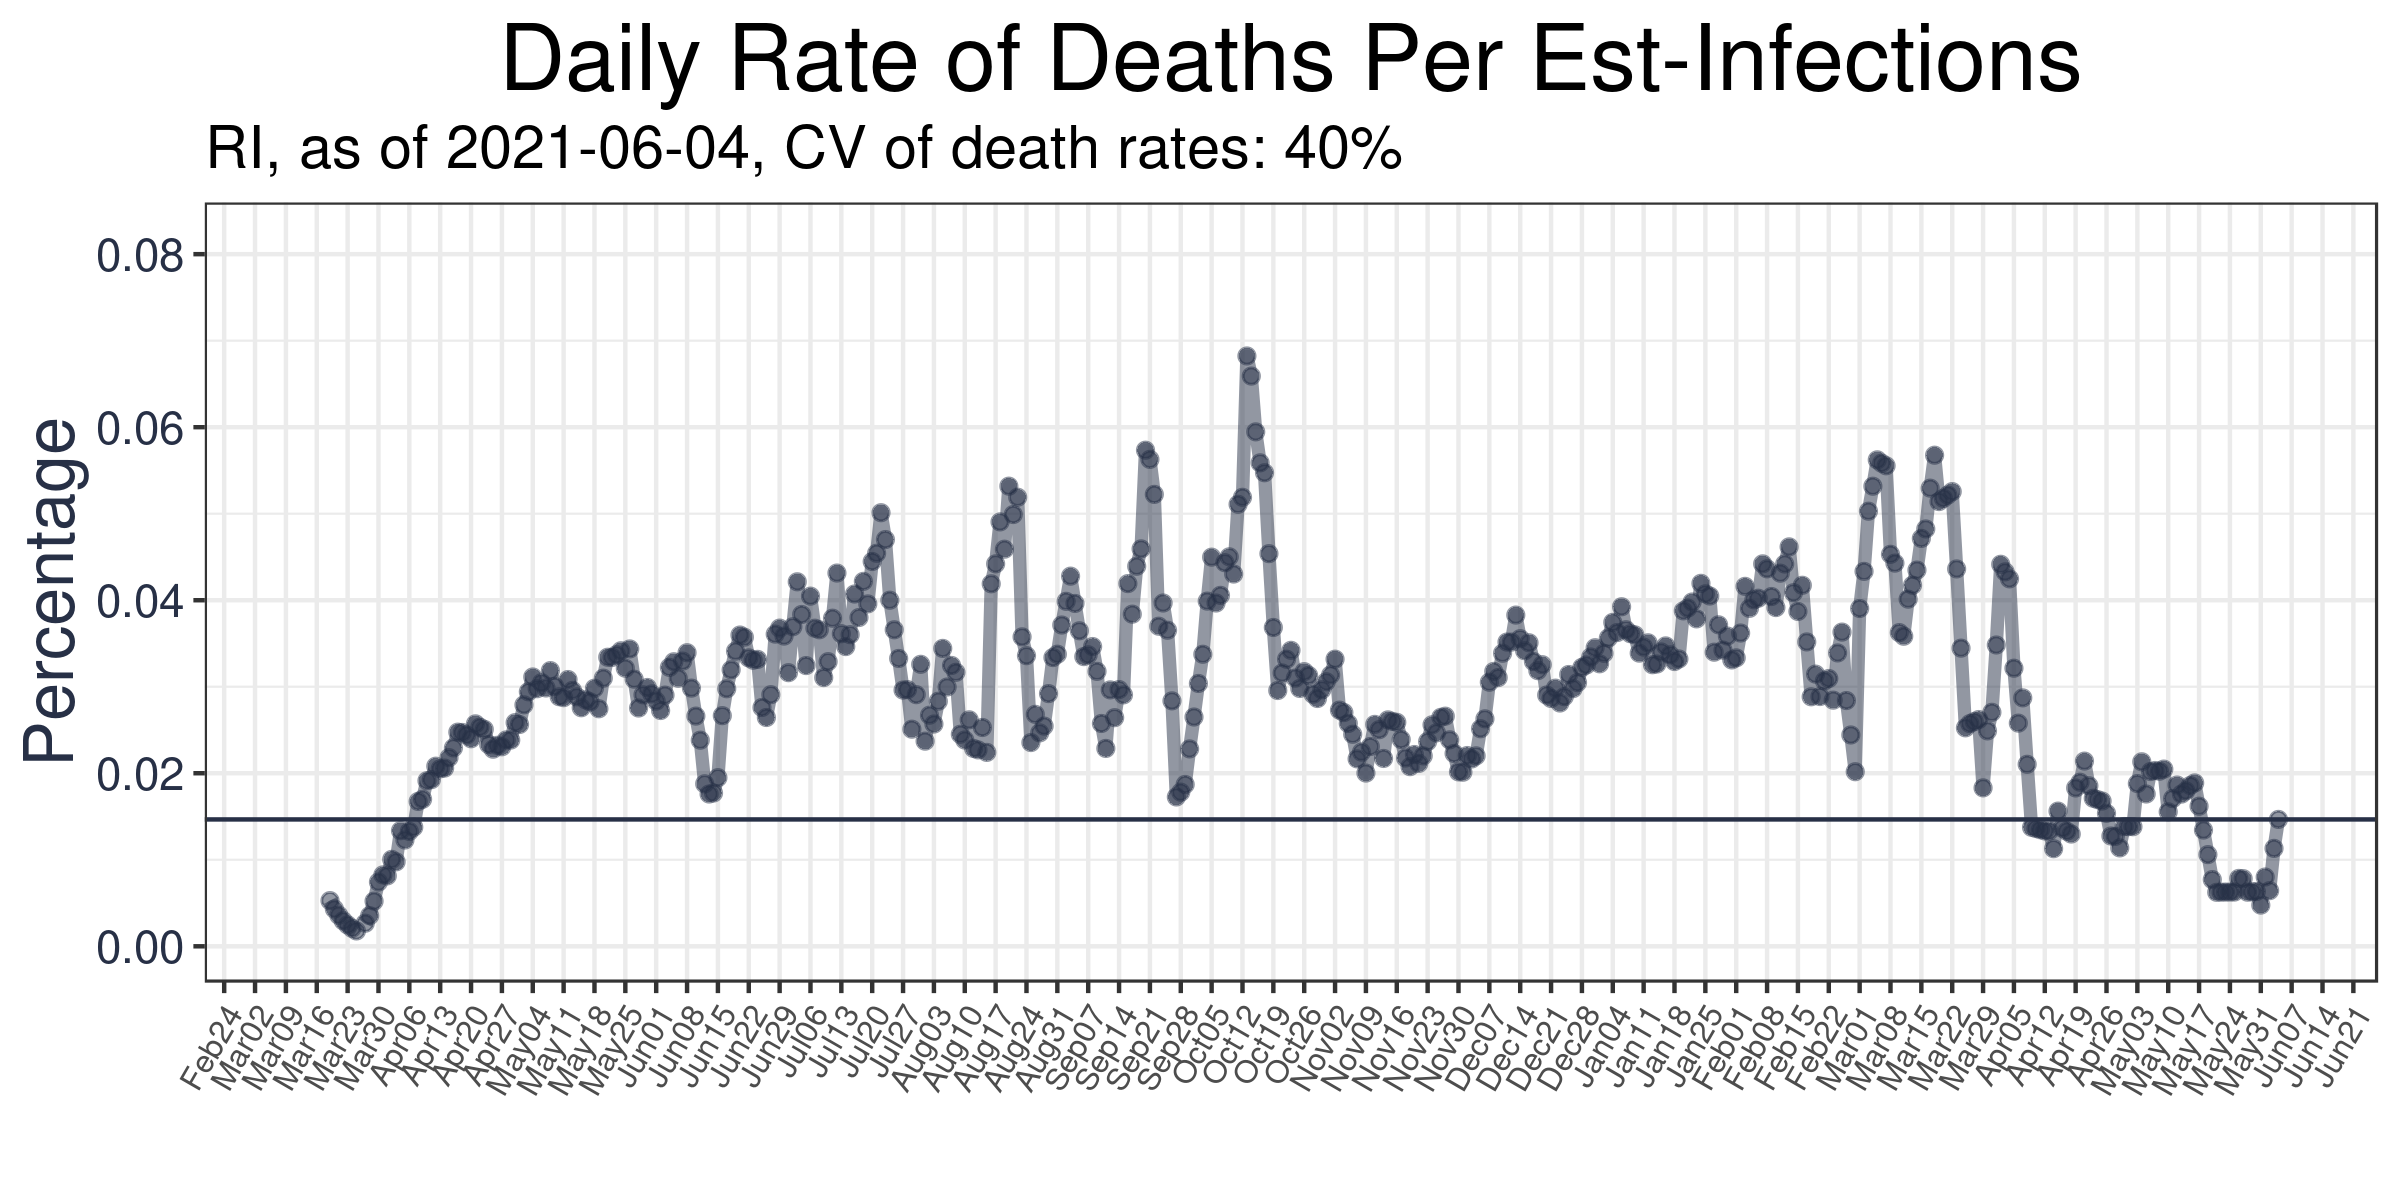 Daily Rate of Deaths Per Est-Infections
RI, as of 2021-06-04, CV of death rates: 40%
Percentage
0.08
0.06
0.04
0.02
0.00
Feb24
Mar02
Mar09
Mar16
Mar23
Mar30
Apr06
Apr13
Apr20
Apr27
May04
May11
May18
May25
Jun01
Jun08
Jun15
Jun22
Jun29
Jul06
Jul13
Jul20
Jul27
Aug03
Aug10
Aug17
Aug24
Aug31
Sep07
Sep14
Sep21
Sep28
Oct05
Oct12
Oct19
Oct26
Nov02
Nov09
Nov16
Nov23
Nov30
Dec07
Dec14
Dec21
Dec28
Jan04
Jan11
Jan18
Jan25
Feb01
Feb08
Feb15
Feb22
Mar01
Mar08
Mar15
Mar22
Mar29
Apr05
Apr12
Apr19
Apr26
May03
May10
May17
May24
May31
Jun07
Jun14
Jun21